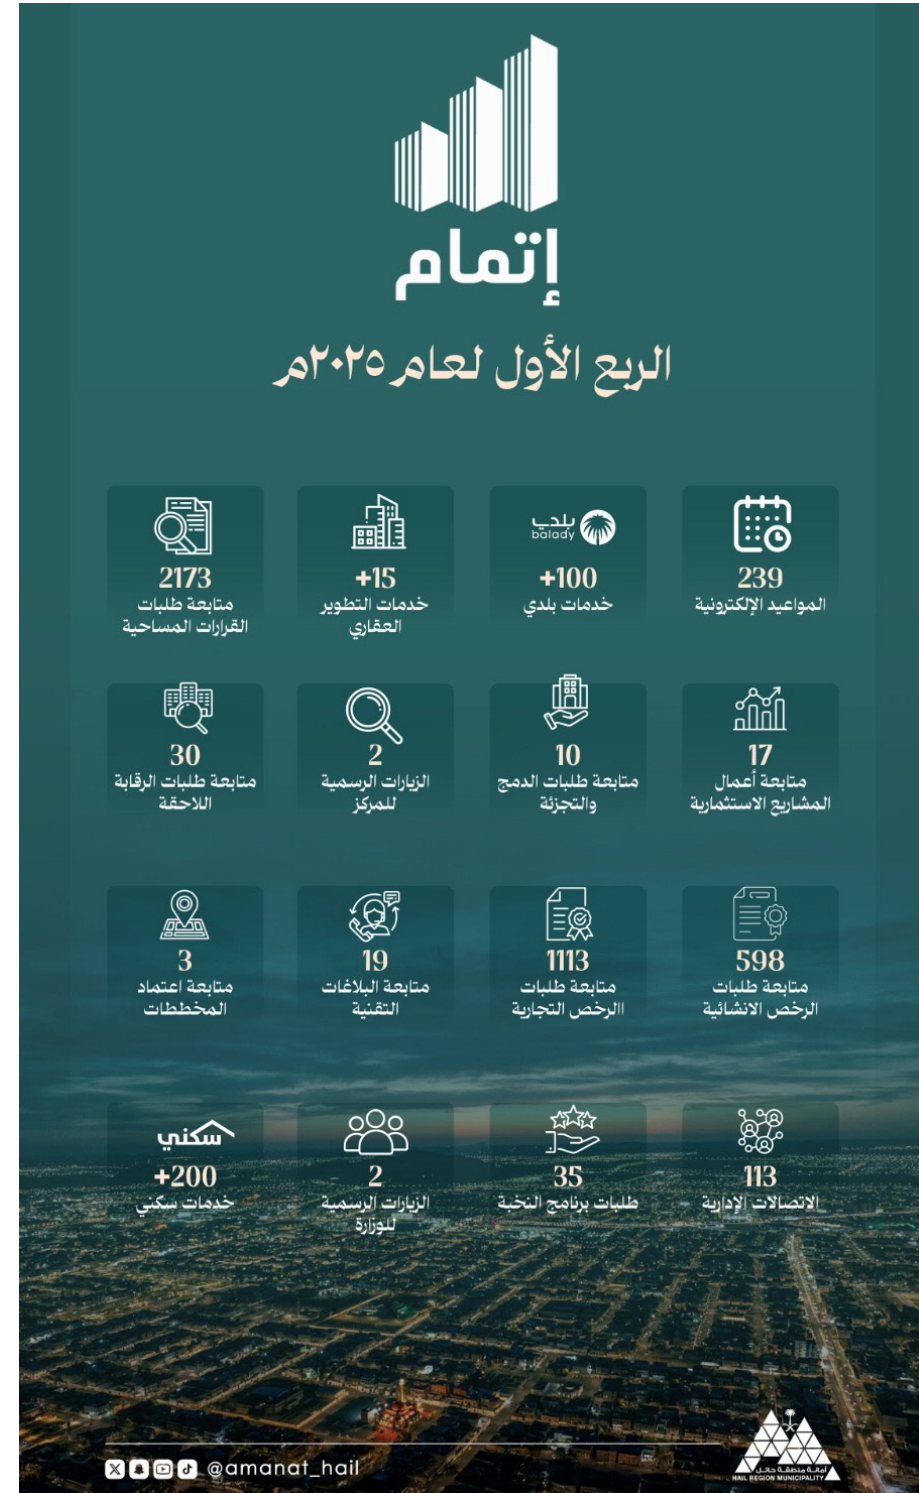 إتمام
الربع الأول لعام ٢٠٢٥م
239
المواعيد الإلكترونية
بلدي
balady
+100
خدمات بلدي
+15
خدمات التطوير
العقاري
2173
متابعة طلبات
القرارات المساحية
17
متابعة أعمال
المشاريع الاستثمارية
10
متابعة طلبات الدمج
والتجزئة
2
الزيارات الرسمية
للمركز
30
متابعة طلبات الرقابة
اللاحقة
598
متابعة طلبات
الرخص الانشائية
1113
متابعة طلبات
االرخص التجارية
19
متابعة البلاغات
التقنية
3
متابعة اعتماد
المخططات
113
الاتصالات الإدارية
35
طلبات برنامج النخبة
2
الزيارات الرسمية
للوزارة
سكني
+200
خدمات سكني
أمانة منطقة حائل
HAIL REGION MUNICIPALITY
@amanat_hail